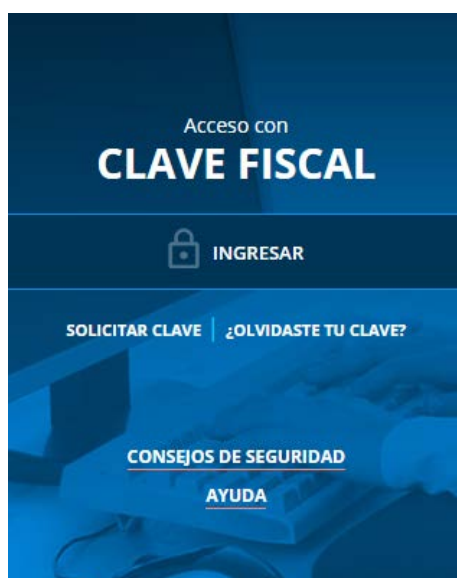 Acceso con
CLAVE FISCAL
INGRESAR
SOLICITAR CLAVE | ¿OLVIDASTE TU CLAVE?
CONSEJOS DE SEGURIDAD
AYUDA